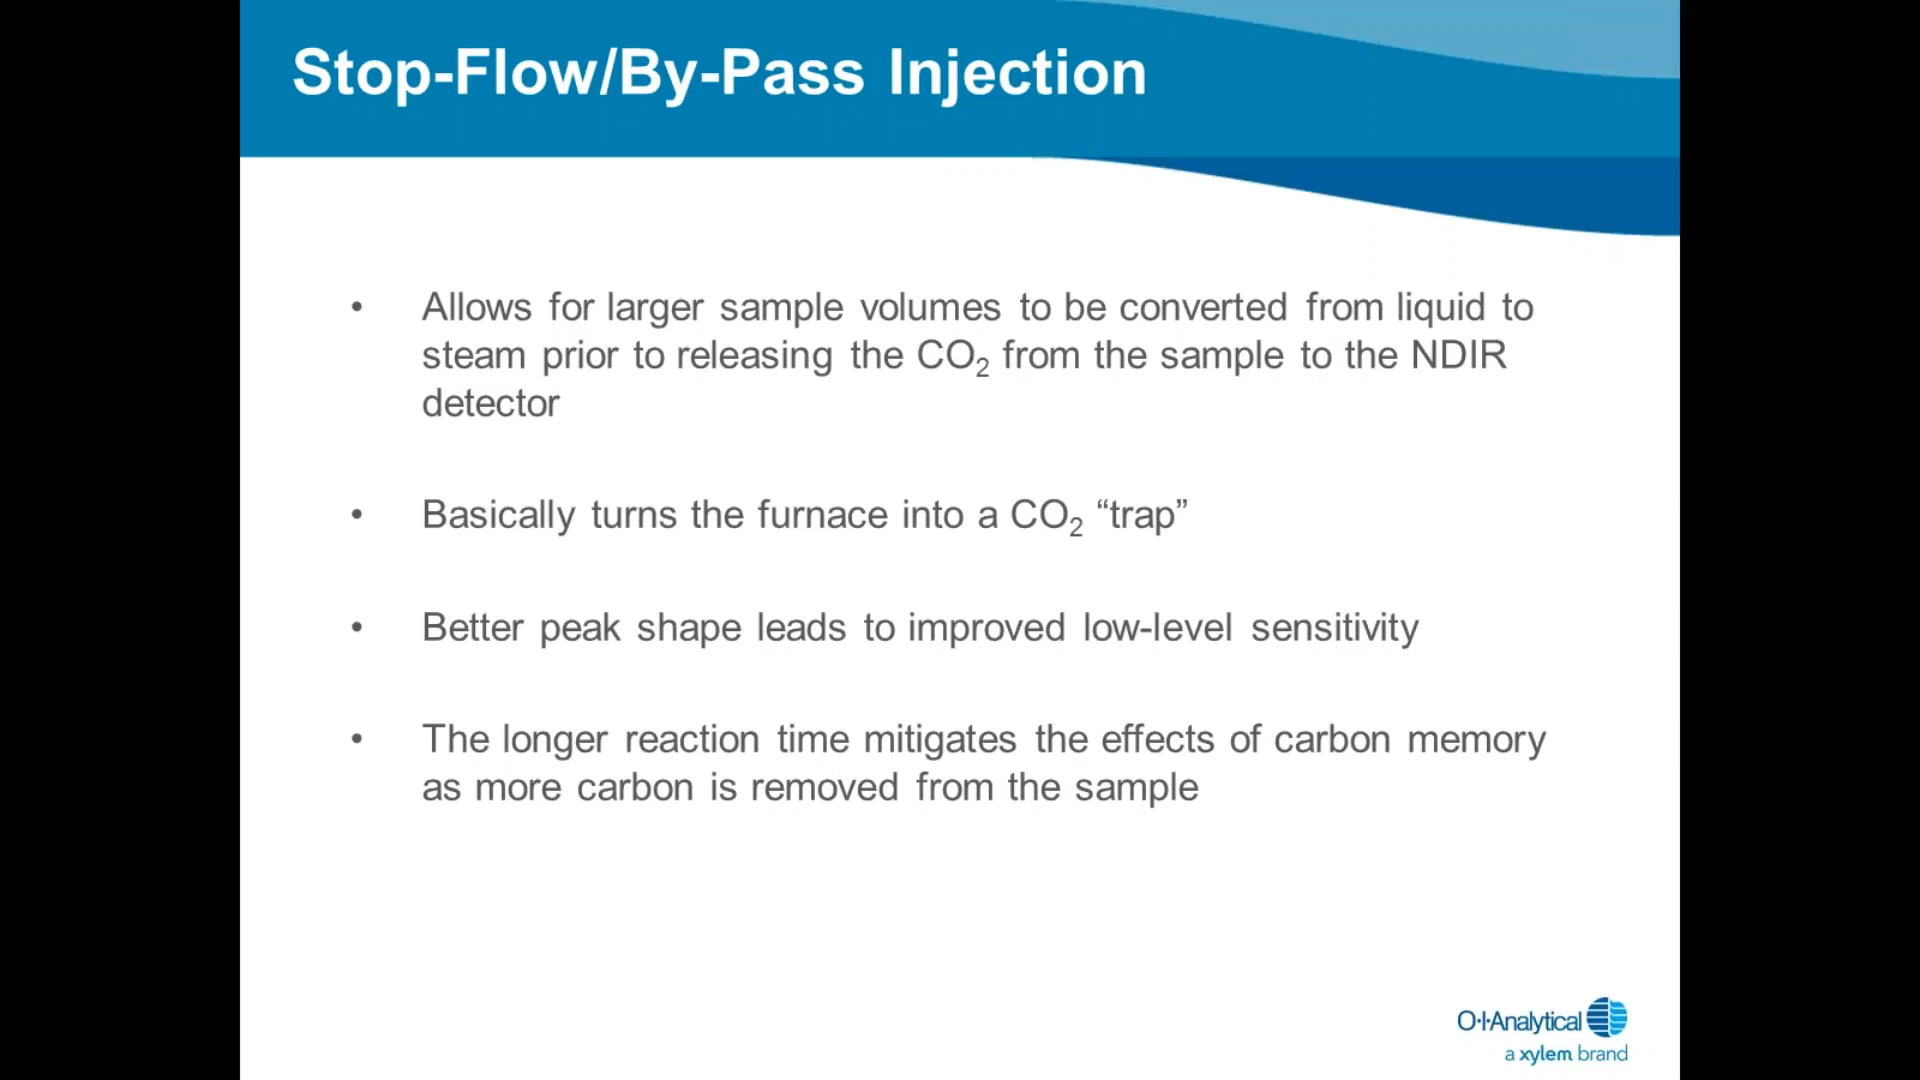 Stop-Flow/By-Pass Injection
• Allows for larger sample volumes to be converted from liquid to
steam prior to releasing the CO₂ from the sample to the NDIR
detector
• Basically turns the furnace into a CO₂ “trap”
• Better peak shape leads to improved low-level sensitivity
• The longer reaction time mitigates the effects of carbon memory
as more carbon is removed from the sample
O·I·Analytical
a xylem brand